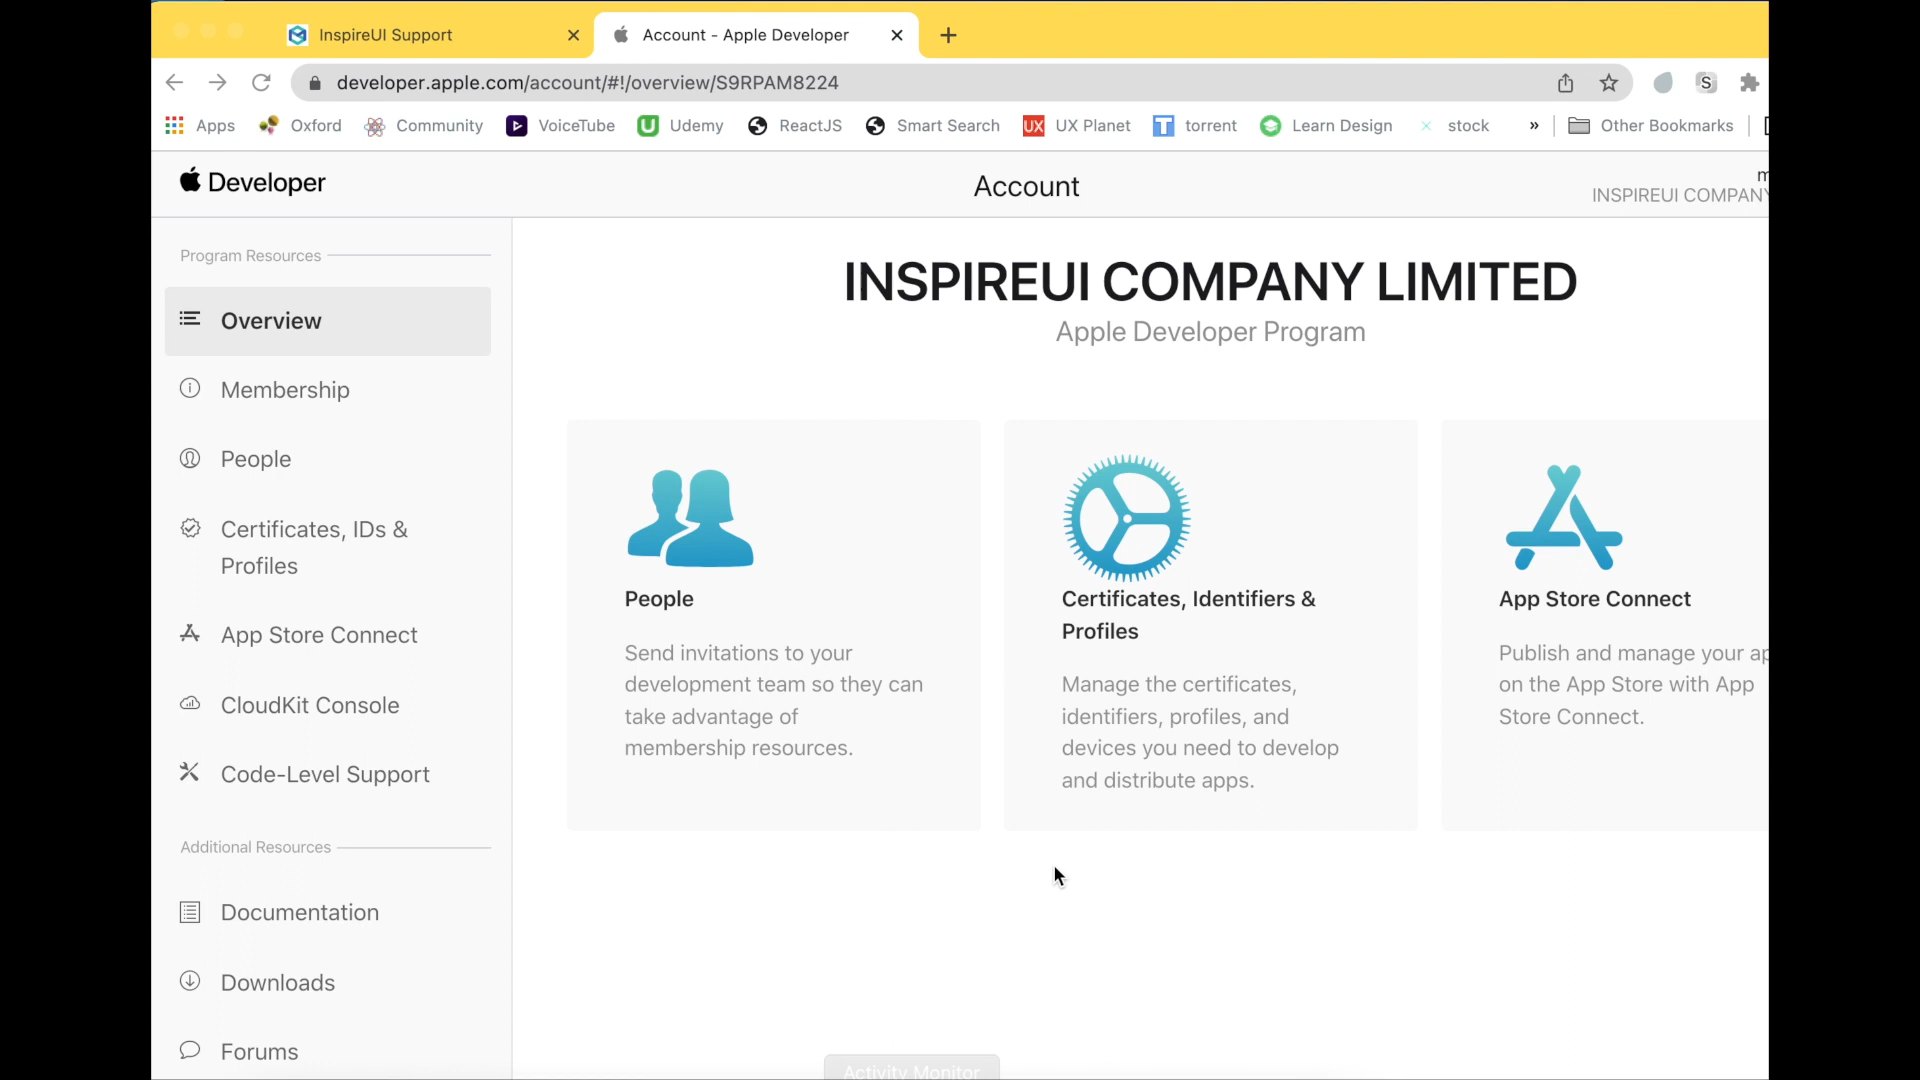 InspireUI Support
Account - Apple Developer
developer.apple.com/account/#!/overview/S9RPAM8224
S
Apps
Oxford
Community
VoiceTube
Udemy
ReactJS
Smart Search
UX UX Planet
torrent
Learn Design
stock
»
Other Bookmarks
Developer
Account
m
INSPIREUI COMPANY
Program Resources
Overview
Membership
People
Certificates, IDs &
Profiles
App Store Connect
CloudKit Console
Code-Level Support
Additional Resources
Documentation
Downloads
Forums
INSPIREUI COMPANY LIMITED
Apple Developer Program
People
Send invitations to your
development team so they can
take advantage of
membership resources.
Certificates, Identifiers &
Profiles
Manage the certificates,
identifiers, profiles, and
devices you need to develop
and distribute apps.
App Store Connect
Publish and manage your ap
on the App Store with App
Store Connect.
Activity Monitor